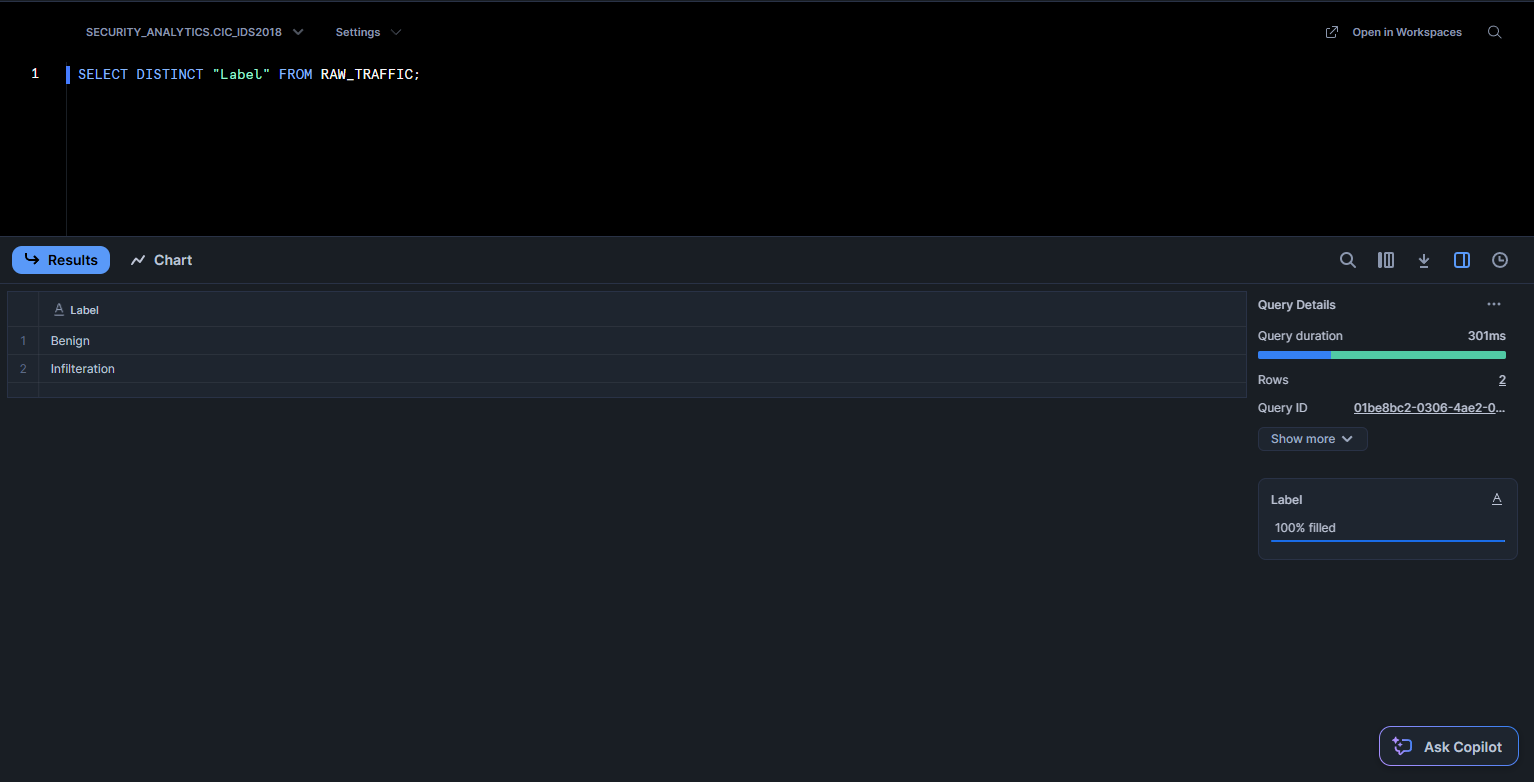 SECURITY_ANALYTICS.CIC_IDS2018 Settings Open in Workspaces
1 SELECT DISTINCT "Label" FROM RAW_TRAFFIC;
Results Chart
A Label
1 Benign
2 Infilteration
Query Details ...
Query duration 301ms
Rows 2
Query ID 01be8bc2-0306-4ae2-0...
Show more
Label A
100% filled
Ask Copilot